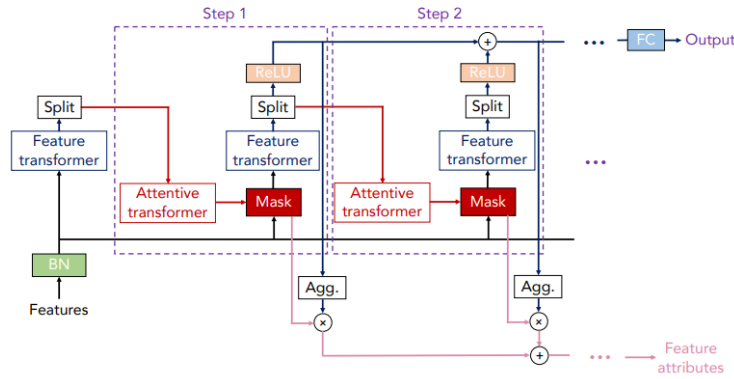 Step 1
Step 2
FC
Output
ReLU
ReLU
Split
Split
Split
Feature
transformer
Feature
transformer
Feature
transformer
Attentive
transformer
Mask
Attentive
transformer
Mask
BN
Features
Agg.
Agg.
Feature
attributes